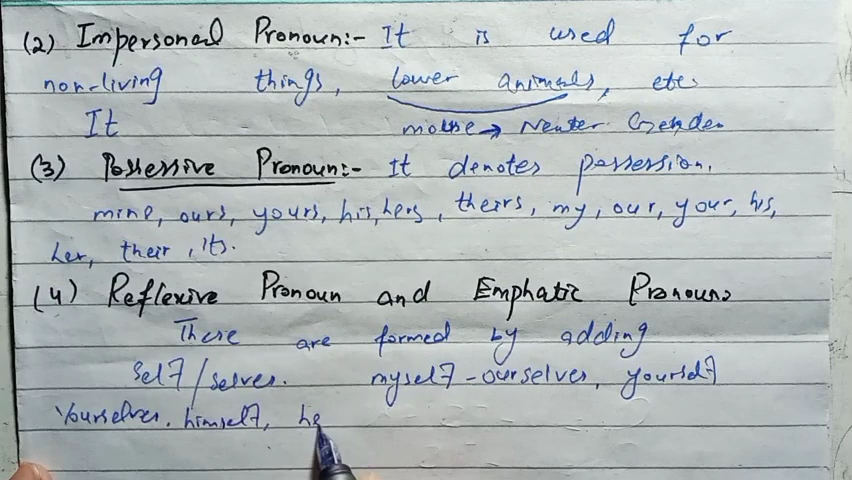 (2) Impersonal Pronoun:- It is used for
non-living things, lower animals, etc.
It mouse → Neuter Gender
(3) Possessive Pronoun:- It denotes possession.
mine, ours, yours, his, hers, theirs, my, our, your, his,
her, their, its.
(4) Reflexive Pronoun and Emphatic Pronouns
There are formed by adding
self/selves. myself - ourselves, yourself
Yourselves. himself, he